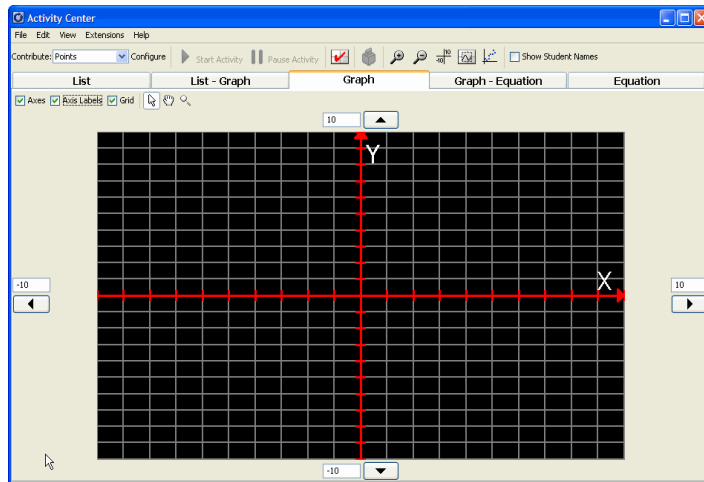 Activity Center
File Edit View Extensions Help
Contribute: Points Configure Start Activity Pause Activity Show Student Names
List List - Graph Graph Graph - Equation Equation
Axes Axis Labels Grid
10
Y
-10 X 10
-10